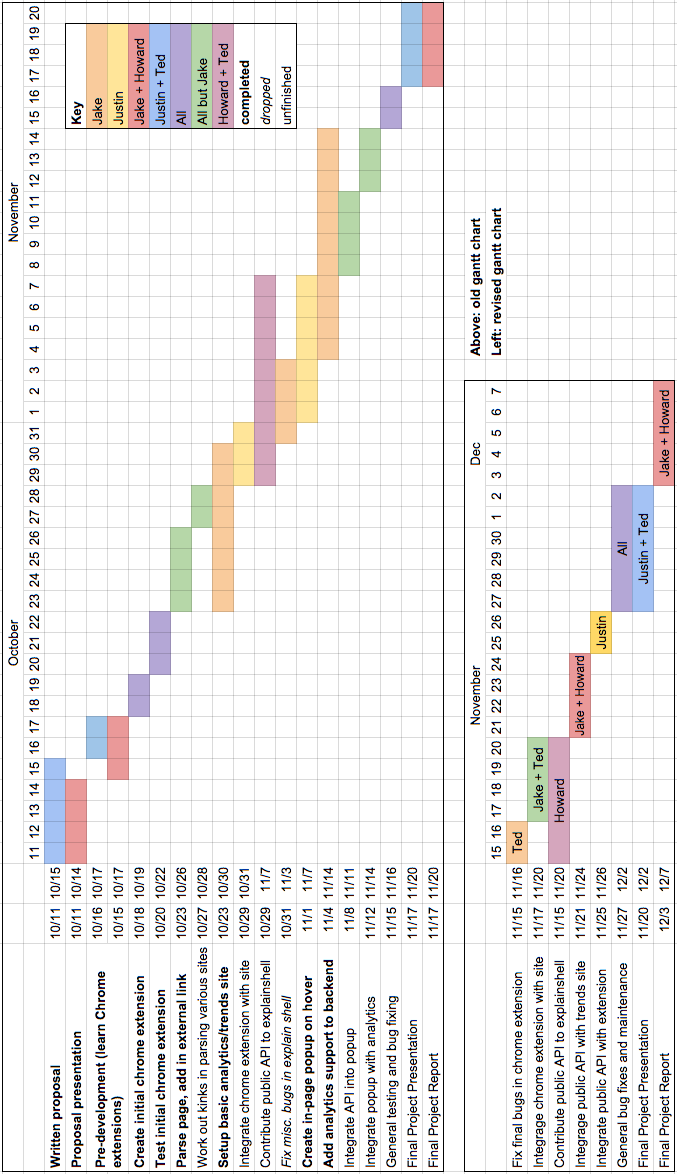 October November
11 12 13 14 15 16 17 18 19 20 21 22 23 24 25 26 27 28 29 30 31 1 2 3 4 5 6 7 8 9 10 11 12 13 14 15 16 17 18 19 20
Written proposal 10/11 10/15
Proposal presentation 10/11 10/14
Pre-development (learn Chrome
extensions) 10/16 10/17
10/15 10/17
Create initial chrome extension 10/18 10/19
Test initial chrome extension 10/20 10/22
Parse page, add in external link 10/23 10/26
Work out kinks in parsing various sites 10/27 10/28
Setup basic analytics/trends site 10/23 10/30
Integrate chrome extension with site 10/29 10/31
Contribute public API to explainshell 10/29 11/7
Fix misc. bugs in explain shell 10/31 11/3
Create in-page popup on hover 11/1 11/7
Add analytics support to backend 11/4 11/14
Integrate API into popup 11/8 11/11
Integrate popup with analytics 11/12 11/14
General testing and bug fixing 11/15 11/16
Final Project Presentation 11/17 11/20
Final Project Report 11/17 11/20
Key
Jake
Justin
Jake + Howard
Justin + Ted
All
All but Jake
Howard + Ted
completed
dropped
unfinished
Above: old gantt chart
Left: revised gantt chart
November Dec
15 16 17 18 19 20 21 22 23 24 25 26 27 28 29 30 1 2 3 4 5 6 7
Fix final bugs in chrome extension 11/15 11/16 Ted
Integrage chrome extension with site 11/17 11/20 Jake + Ted
Contribute public API to explainshell 11/15 11/20 Howard
Integrage public API with trends site 11/21 11/24 Jake + Howard
Integrate public API with extension 11/25 11/26 Justin
General bug fixes and maintenance 11/27 12/2 All
Final Project Presentation 11/20 12/2 Justin + Ted
Final Project Report 12/3 12/7 Jake + Howard